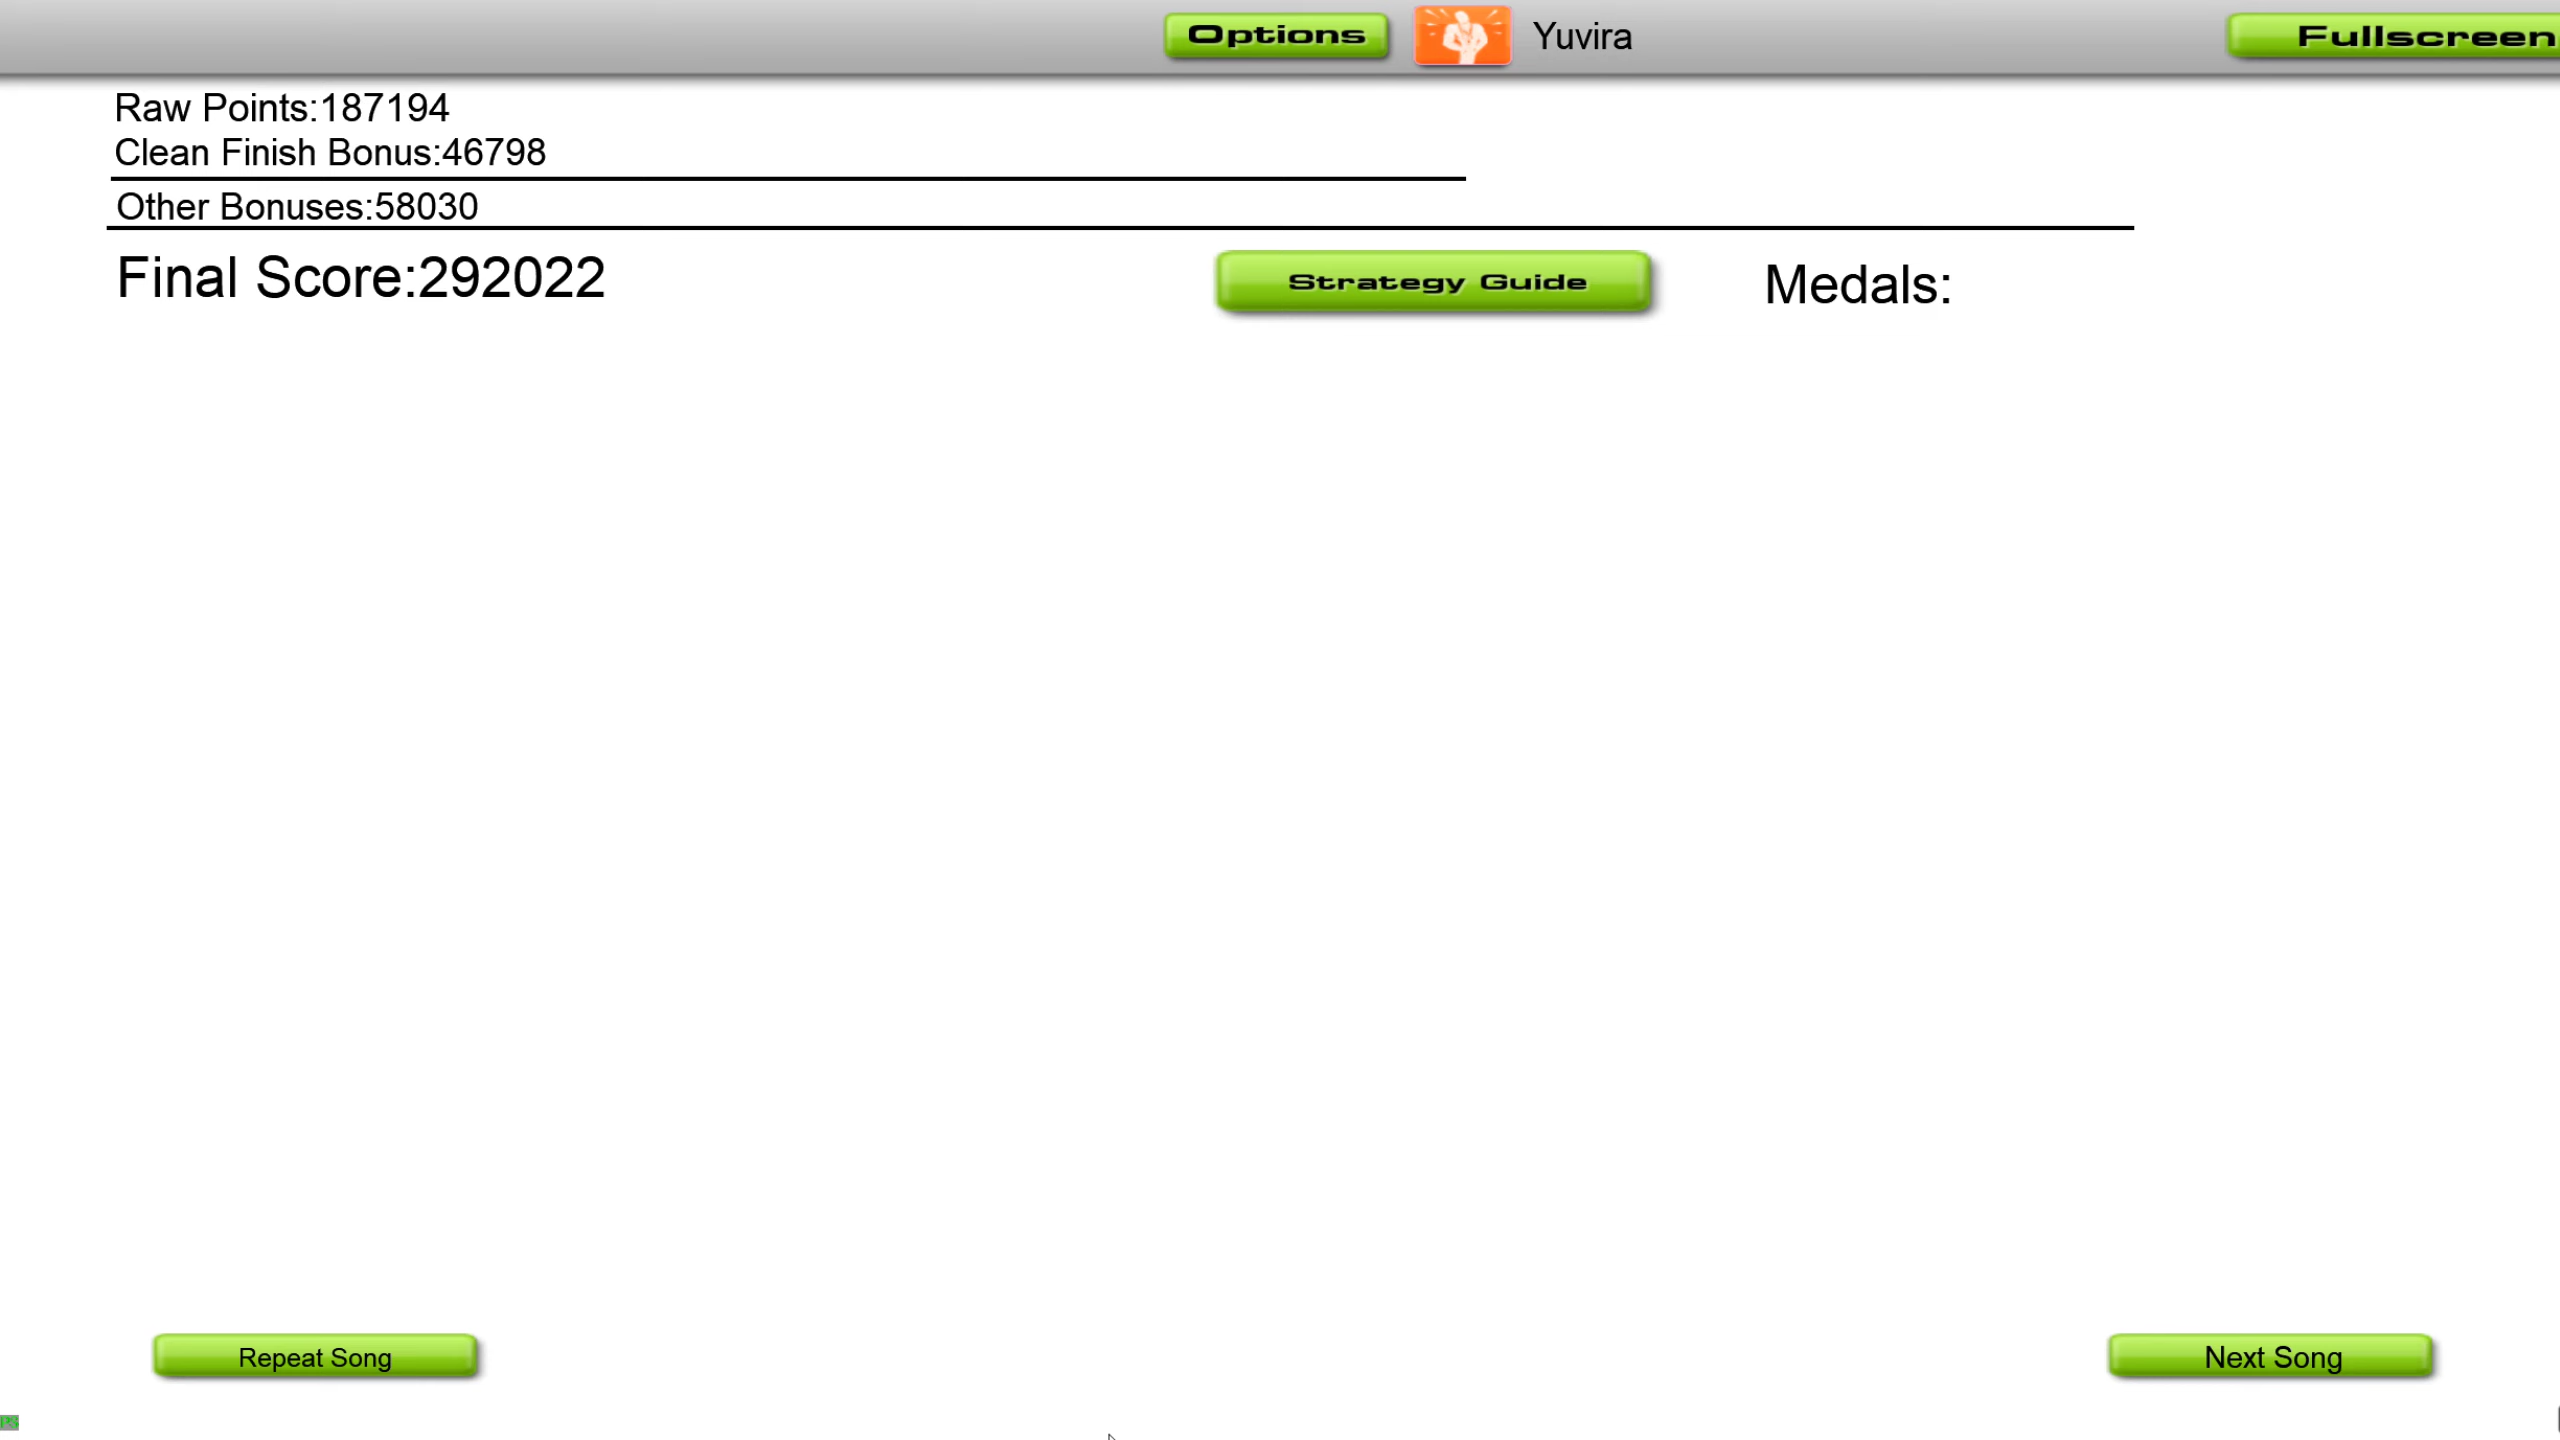 Options
Yuvira
Fullscreen
Raw Points:187194
Clean Finish Bonus:46798
Other Bonuses:58030
Final Score:292022
Strategy Guide
Medals:
Repeat Song
Next Song